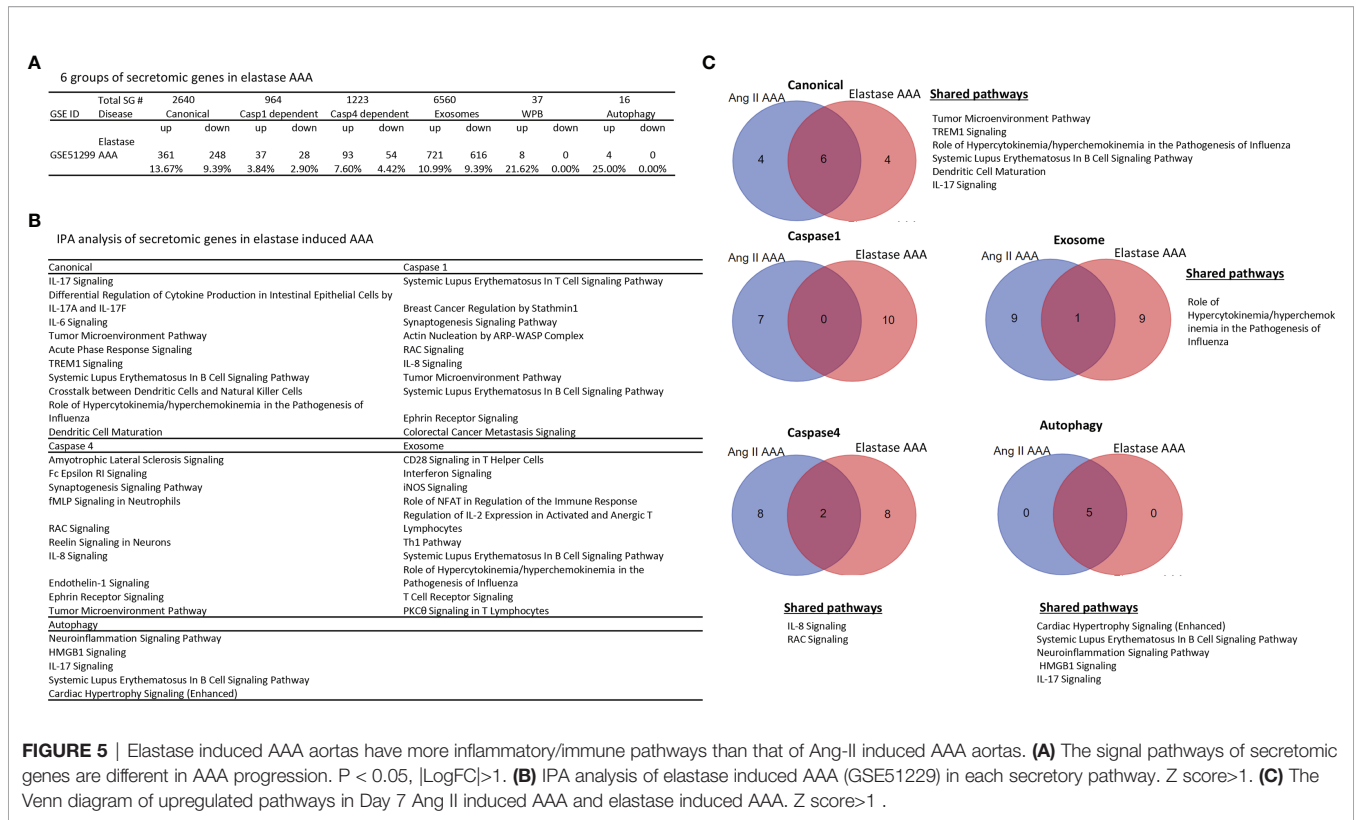 A
6 groups of secretomic genes in elastase AAA
Total SG # 2640 964 1223 6560 37 16
GSE ID Disease Canonical Casp1 dependent Casp4 dependent Exosomes WPB Autophagy
up down up down up down up down up down up down
Elastase
GSE51299 AAA 361 248 37 28 93 54 721 616 8 0 4 0
13.67% 9.39% 3.84% 2.90% 7.60% 4.42% 10.99% 9.39% 21.62% 0.00% 25.00% 0.00%
B
IPA analysis of secretomic genes in elastase induced AAA
Canonical Caspase 1
IL-17 Signaling Systemic Lupus Erythematosus In T Cell Signaling Pathway
Differential Regulation of Cytokine Production in Intestinal Epithelial Cells by
IL-17A and IL-17F Breast Cancer Regulation by Stathmin1
IL-6 Signaling Synaptogenesis Signaling Pathway
Tumor Microenvironment Pathway Actin Nucleation by ARP-WASP Complex
Acute Phase Response Signaling RAC Signaling
TREM1 Signaling IL-8 Signaling
Systemic Lupus Erythematosus In B Cell Signaling Pathway Tumor Microenvironment Pathway
Crosstalk between Dendritic Cells and Natural Killer Cells Systemic Lupus Erythematosus In B Cell Signaling Pathway
Role of Hypercytokinemia/hyperchemokinemia in the Pathogenesis of
Influenza Ephrin Receptor Signaling
Dendritic Cell Maturation Colorectal Cancer Metastasis Signaling
Caspase 4 Exosome
Amyotrophic Lateral Sclerosis Signaling CD28 Signaling in T Helper Cells
Fc Epsilon RI Signaling Interferon Signaling
Synaptogenesis Signaling Pathway iNOS Signaling
fMLP Signaling in Neutrophils Role of NFAT in Regulation of the Immune Response
Regulation of IL-2 Expression in Activated and Anergic T
RAC Signaling Lymphocytes
Reelin Signaling in Neurons Th1 Pathway
IL-8 Signaling Systemic Lupus Erythematosus In B Cell Signaling Pathway
Role of Hypercytokinemia/hyperchemokinemia in the
Endothelin-1 Signaling Pathogenesis of Influenza
Ephrin Receptor Signaling T Cell Receptor Signaling
Tumor Microenvironment Pathway PKCθ Signaling in T Lymphocytes
Autophagy
Neuroinflammation Signaling Pathway
HMGB1 Signaling
IL-17 Signaling
Systemic Lupus Erythematosus In B Cell Signaling Pathway
Cardiac Hypertrophy Signaling (Enhanced)
C
Canonical
Ang II AAA Elastase AAA
4 6 4
Shared pathways
Tumor Microenvironment Pathway
TREM1 Signaling
Role of Hypercytokinemia/hyperchemokinemia in the Pathogenesis of Influenza
Systemic Lupus Erythematosus In B Cell Signaling Pathway
Dendritic Cell Maturation
IL-17 Signaling
Caspase1
Ang II AAA Elastase AAA
7 0 10
Exosome
Ang II AAA Elastase AAA
9 1 9
Shared pathways
Role of
Hypercytokinemia/hyperchemok
inemia in the Pathogenesis of
Influenza
Caspase4
Ang II AAA Elastase AAA
8 2 8
Shared pathways
IL-8 Signaling
RAC Signaling
Autophagy
Ang II AAA Elastase AAA
0 5 0
Shared pathways
Cardiac Hypertrophy Signaling (Enhanced)
Systemic Lupus Erythematosus In B Cell Signaling Pathway
Neuroinflammation Signaling Pathway
HMGB1 Signaling
IL-17 Signaling
FIGURE 5 | Elastase induced AAA aortas have more inflammatory/immune pathways than that of Ang-II induced AAA aortas. (A) The signal pathways of secretomic
genes are different in AAA progression. P < 0.05, |LogFC|>1. (B) IPA analysis of elastase induced AAA (GSE51229) in each secretory pathway. Z score>1. (C) The
Venn diagram of upregulated pathways in Day 7 Ang II induced AAA and elastase induced AAA. Z score>1 .